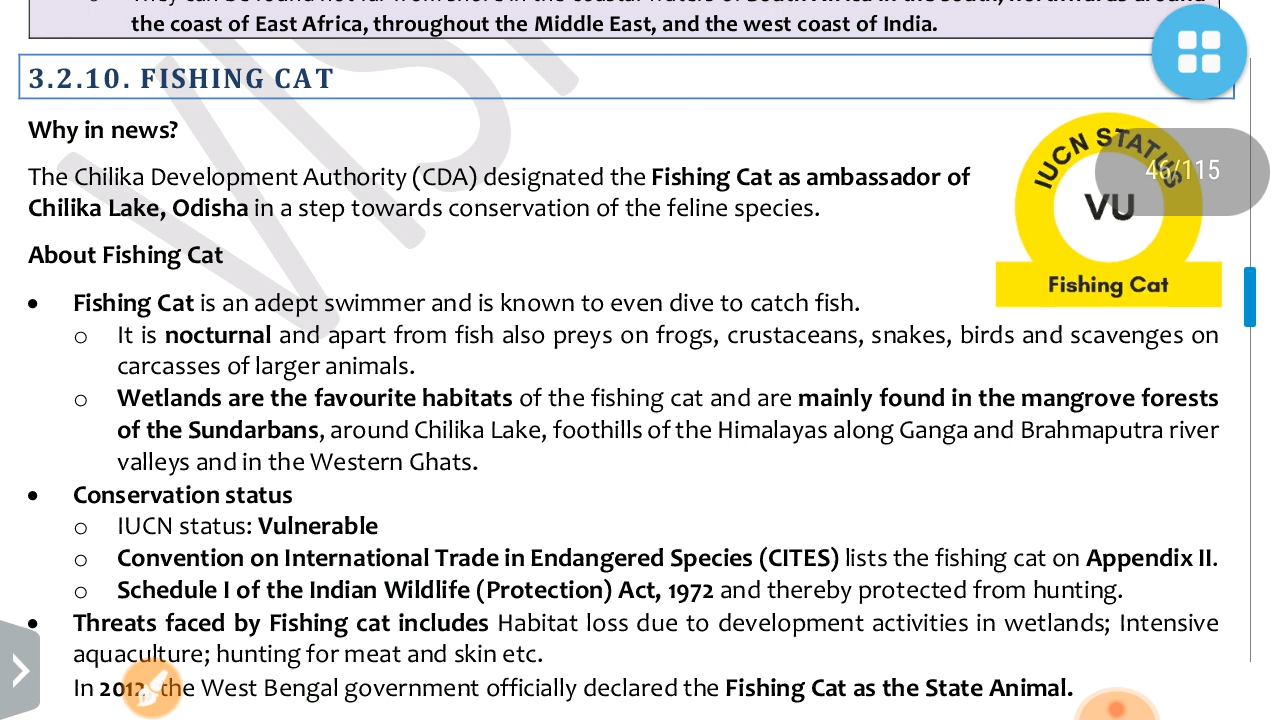 the coast of East Africa, throughout the Middle East, and the west coast of India.
3.2.10. FISHING CAT
Why in news?
The Chilika Development Authority (CDA) designated the Fishing Cat as ambassador of
Chilika Lake, Odisha in a step towards conservation of the feline species.
IUCN STATUS
46/115
VU
Fishing Cat
About Fishing Cat
• Fishing Cat is an adept swimmer and is known to even dive to catch fish.
o It is nocturnal and apart from fish also preys on frogs, crustaceans, snakes, birds and scavenges on
carcasses of larger animals.
o Wetlands are the favourite habitats of the fishing cat and are mainly found in the mangrove forests
of the Sundarbans, around Chilika Lake, foothills of the Himalayas along Ganga and Brahmaputra river
valleys and in the Western Ghats.
• Conservation status
o IUCN status: Vulnerable
o Convention on International Trade in Endangered Species (CITES) lists the fishing cat on Appendix II.
o Schedule I of the Indian Wildlife (Protection) Act, 1972 and thereby protected from hunting.
• Threats faced by Fishing cat includes Habitat loss due to development activities in wetlands; Intensive
aquaculture; hunting for meat and skin etc.
In 2012, the West Bengal government officially declared the Fishing Cat as the State Animal.